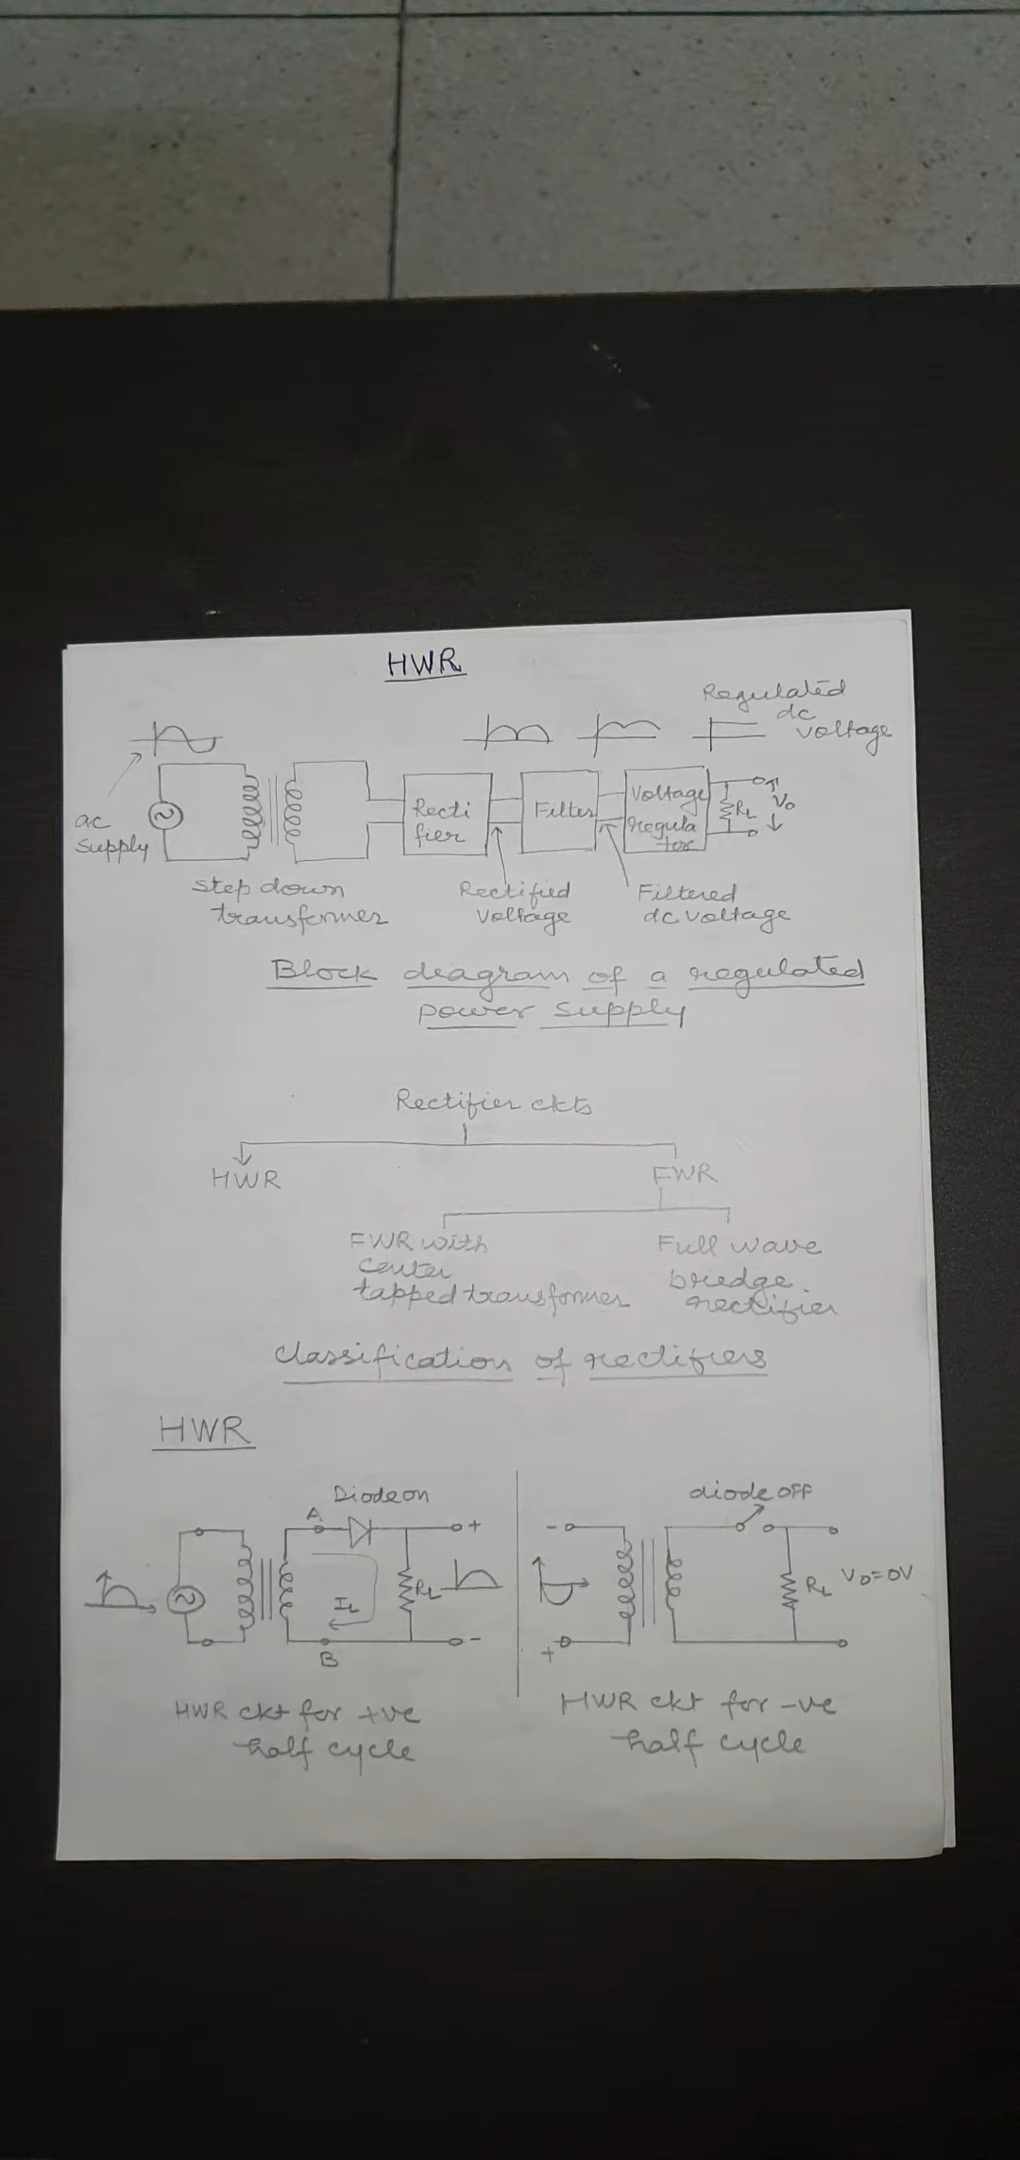 HWR
Regulated
dc
voltage
ac
supply
Recti
fier
Filter
Voltage
regula
tor
RL
Vo
step down
transformer
Rectified
voltage
Filtered
dc voltage
Block diagram of a regulated
power supply
Rectifier ckts
HWR
FWR
FWR with
center
tapped transformer
Full wave
bridge
rectifier
classification of rectifiers
HWR
Diode on
A
+
IL
RL
B
-
HWR ckt for +ve
half cycle
diode OFF
-
RL
Vo=0V
+
HWR ckt for -ve
half cycle